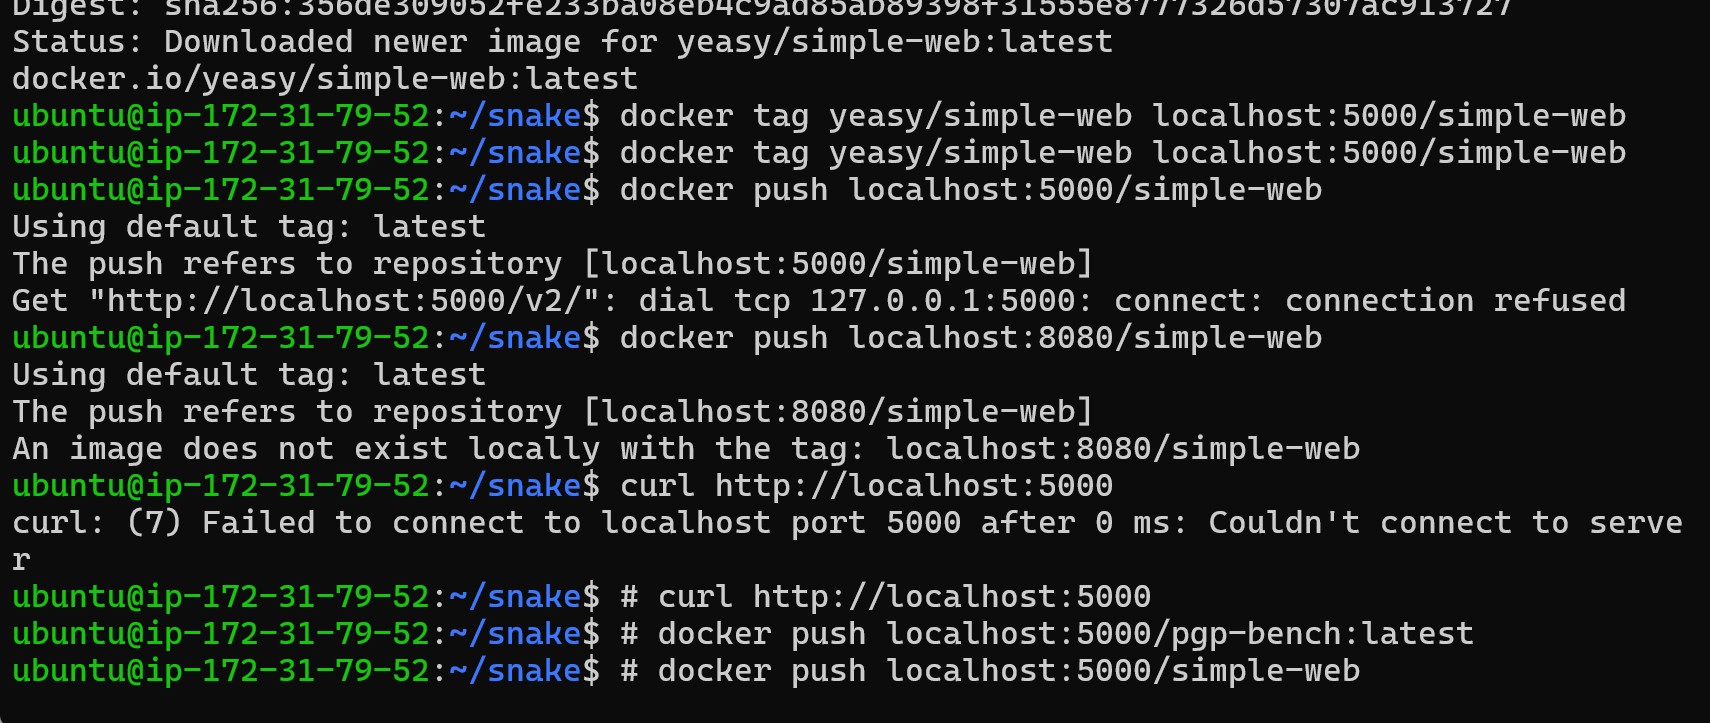 Digest: sha256:356de309052fe233ba08eb4c9ad85ab89398f31555e8777326d57307ac913727
Status: Downloaded newer image for yeasy/simple-web:latest
docker.io/yeasy/simple-web:latest
ubuntu@ip-172-31-79-52:~/snake$ docker tag yeasy/simple-web localhost:5000/simple-web
ubuntu@ip-172-31-79-52:~/snake$ docker tag yeasy/simple-web localhost:5000/simple-web
ubuntu@ip-172-31-79-52:~/snake$ docker push localhost:5000/simple-web
Using default tag: latest
The push refers to repository [localhost:5000/simple-web]
Get "http://localhost:5000/v2/": dial tcp 127.0.0.1:5000: connect: connection refused
ubuntu@ip-172-31-79-52:~/snake$ docker push localhost:8080/simple-web
Using default tag: latest
The push refers to repository [localhost:8080/simple-web]
An image does not exist locally with the tag: localhost:8080/simple-web
ubuntu@ip-172-31-79-52:~/snake$ curl http://localhost:5000
curl: (7) Failed to connect to localhost port 5000 after 0 ms: Couldn't connect to serve
r
ubuntu@ip-172-31-79-52:~/snake$ # curl http://localhost:5000
ubuntu@ip-172-31-79-52:~/snake$ # docker push localhost:5000/pgp-bench:latest
ubuntu@ip-172-31-79-52:~/snake$ # docker push localhost:5000/simple-web